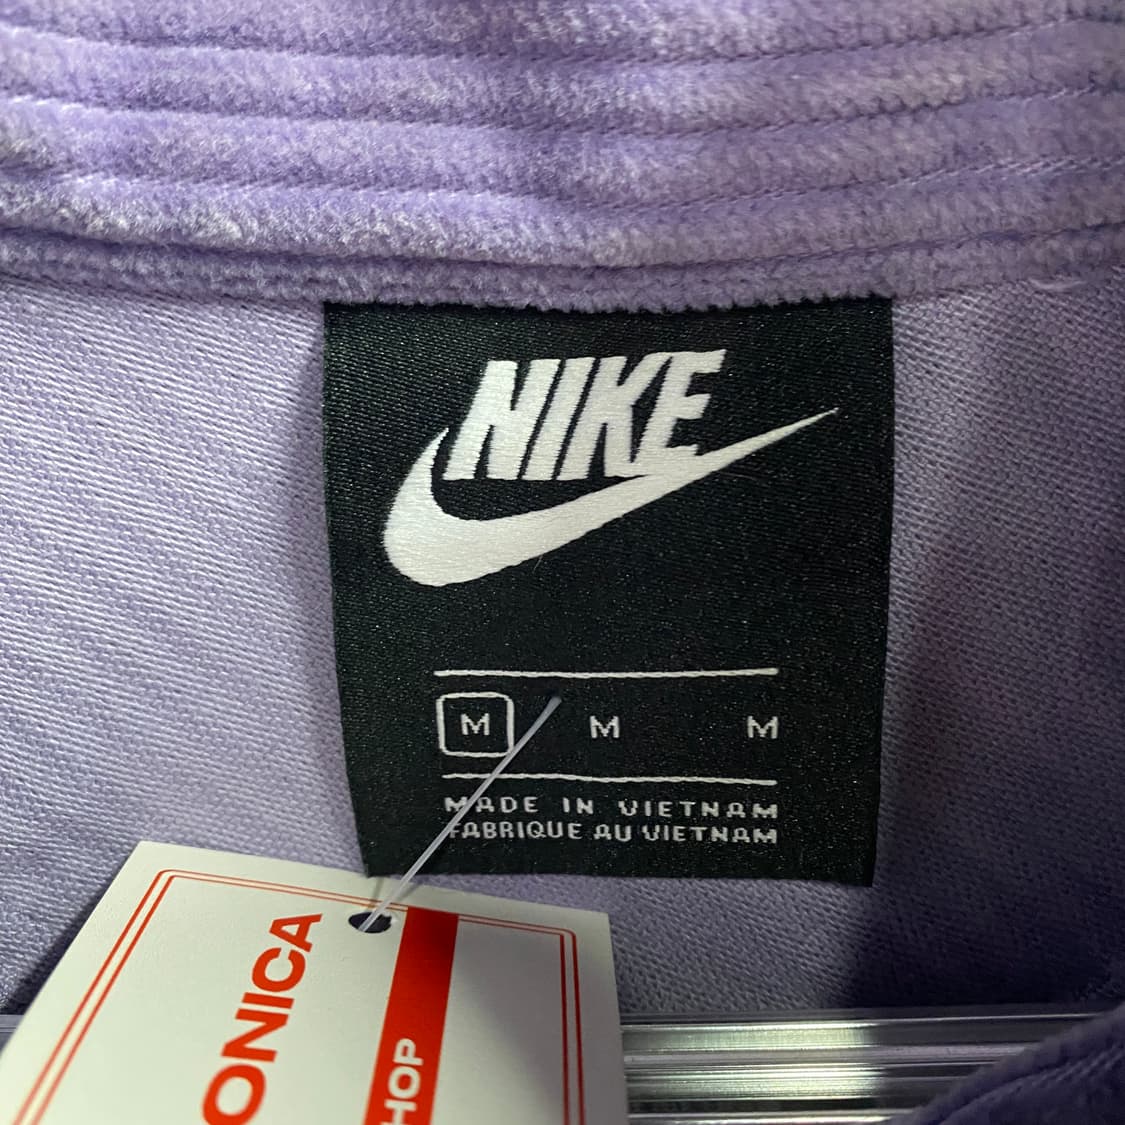 NIKE
M M M
MADE IN VIETNAM
FABRIQUE AU VIETNAM
ONICA
HOP